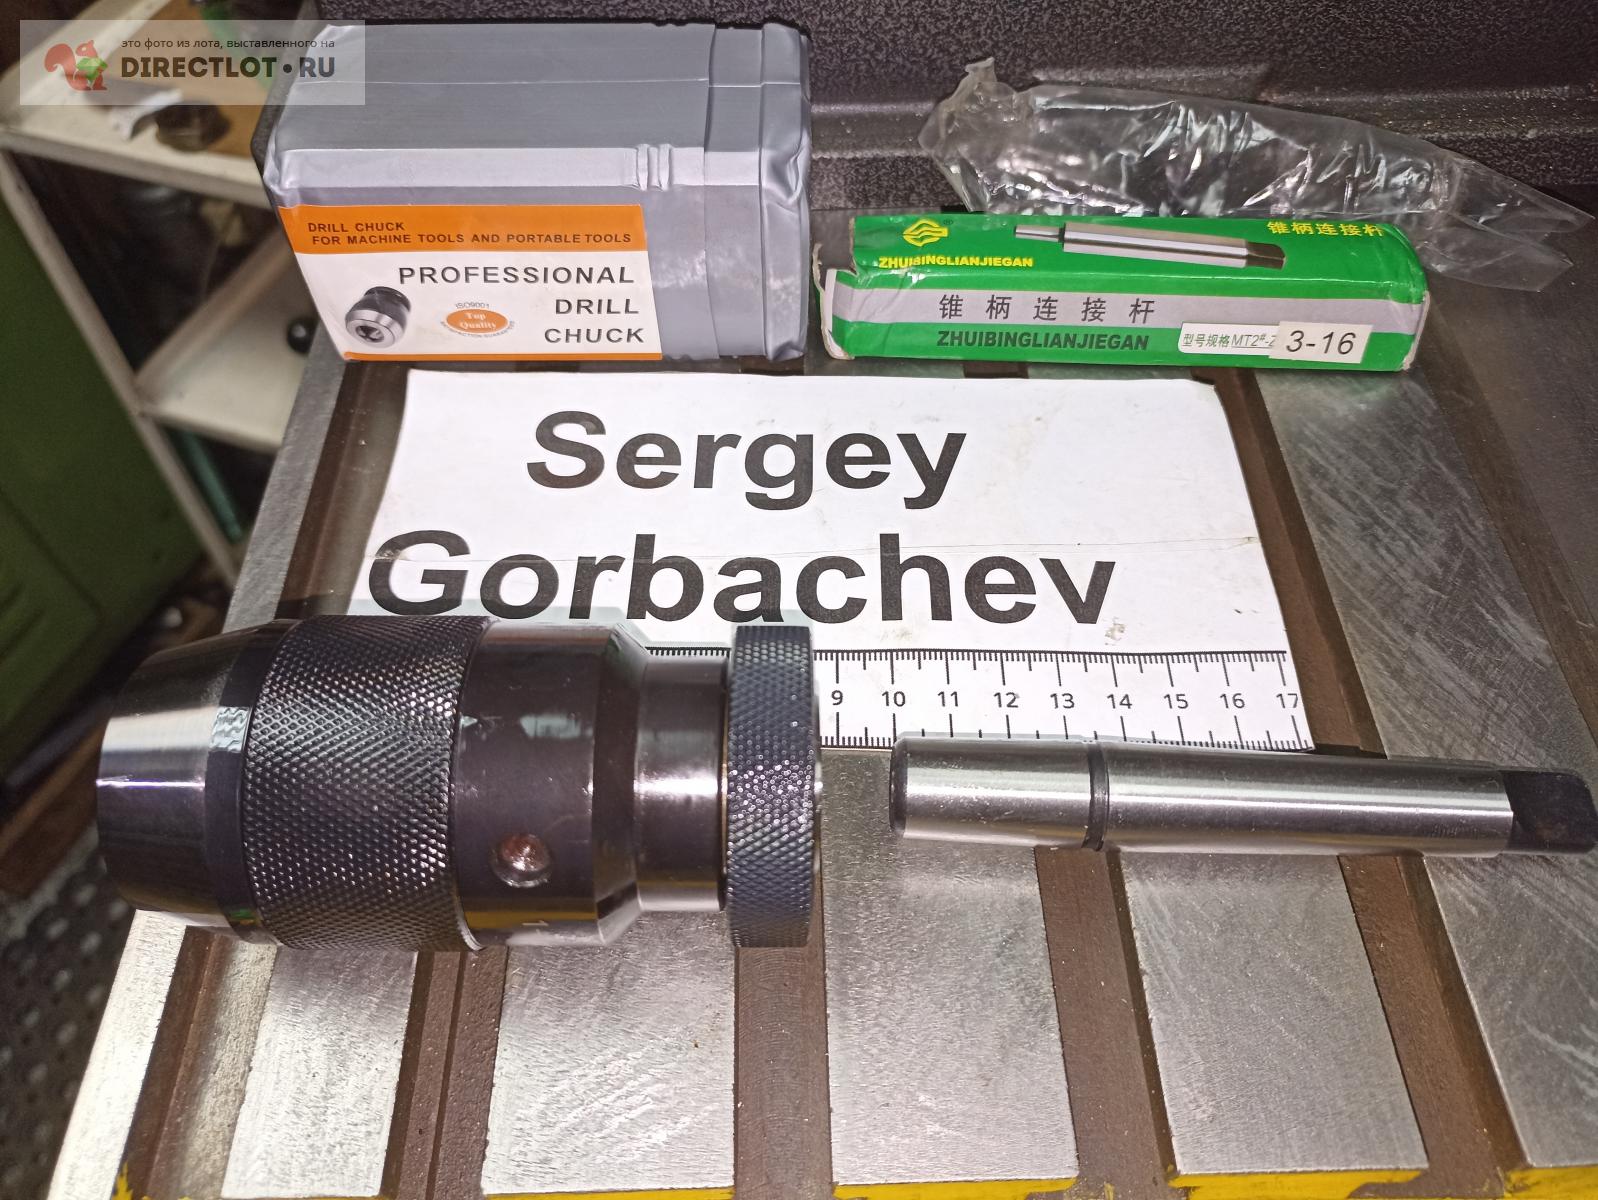 это фото из лота, выставленного на
DIRECTLOT•RU
DRILL CHUCK
FOR MACHINE TOOLS AND PORTABLE TOOLS
PROFESSIONAL
DRILL
CHUCK
ISO9001
Top
Quality
锥柄连接杆
ZHUIBINGLIANJIEGAN
锥柄连接杆
ZHUIBINGLIANJIEGAN
型号规格MT2#-
3-16
Sergey
Gorbachev
9 10 11 12 13 14 15 16 17